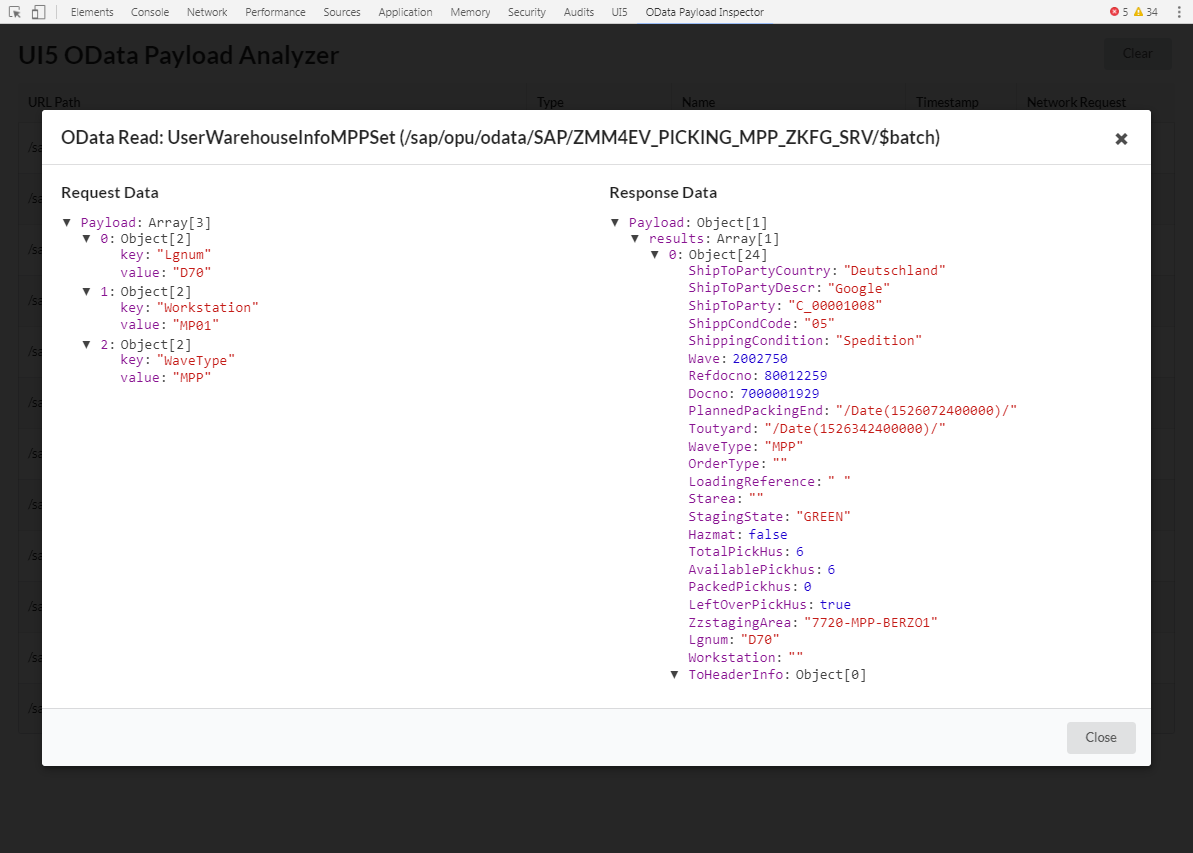 Elements Console Network Performance Sources Application Memory Security Audits UI5 OData Payload Inspector 5 34
UI5 OData Payload Analyzer
Clear
URL Path Type Name Timestamp Network Request
OData Read: UserWarehouseInfoMPPSet (/sap/opu/odata/SAP/ZMM4EV_PICKING_MPP_ZKFG_SRV/$batch)
Request Data
Payload: Array[3]
0: Object[2]
key: "Lgnum"
value: "D70"
1: Object[2]
key: "Workstation"
value: "MP01"
2: Object[2]
key: "WaveType"
value: "MPP"
Response Data
Payload: Object[1]
results: Array[1]
0: Object[24]
ShipToPartyCountry: "Deutschland"
ShipToPartyDescr: "Google"
ShipToParty: "C_00001008"
ShippCondCode: "05"
ShippingCondition: "Spedition"
Wave: 2002750
Refdocno: 80012259
Docno: 7000001929
PlannedPackingEnd: "/Date(1526072400000)/"
Toutyard: "/Date(1526342400000)/"
WaveType: "MPP"
OrderType: ""
LoadingReference: " "
Starea: ""
StagingState: "GREEN"
Hazmat: false
TotalPickHus: 6
AvailablePickhus: 6
PackedPickhus: 0
LeftOverPickHus: true
ZzstagingArea: "7720-MPP-BERZO1"
Lgnum: "D70"
Workstation: ""
ToHeaderInfo: Object[0]
Close